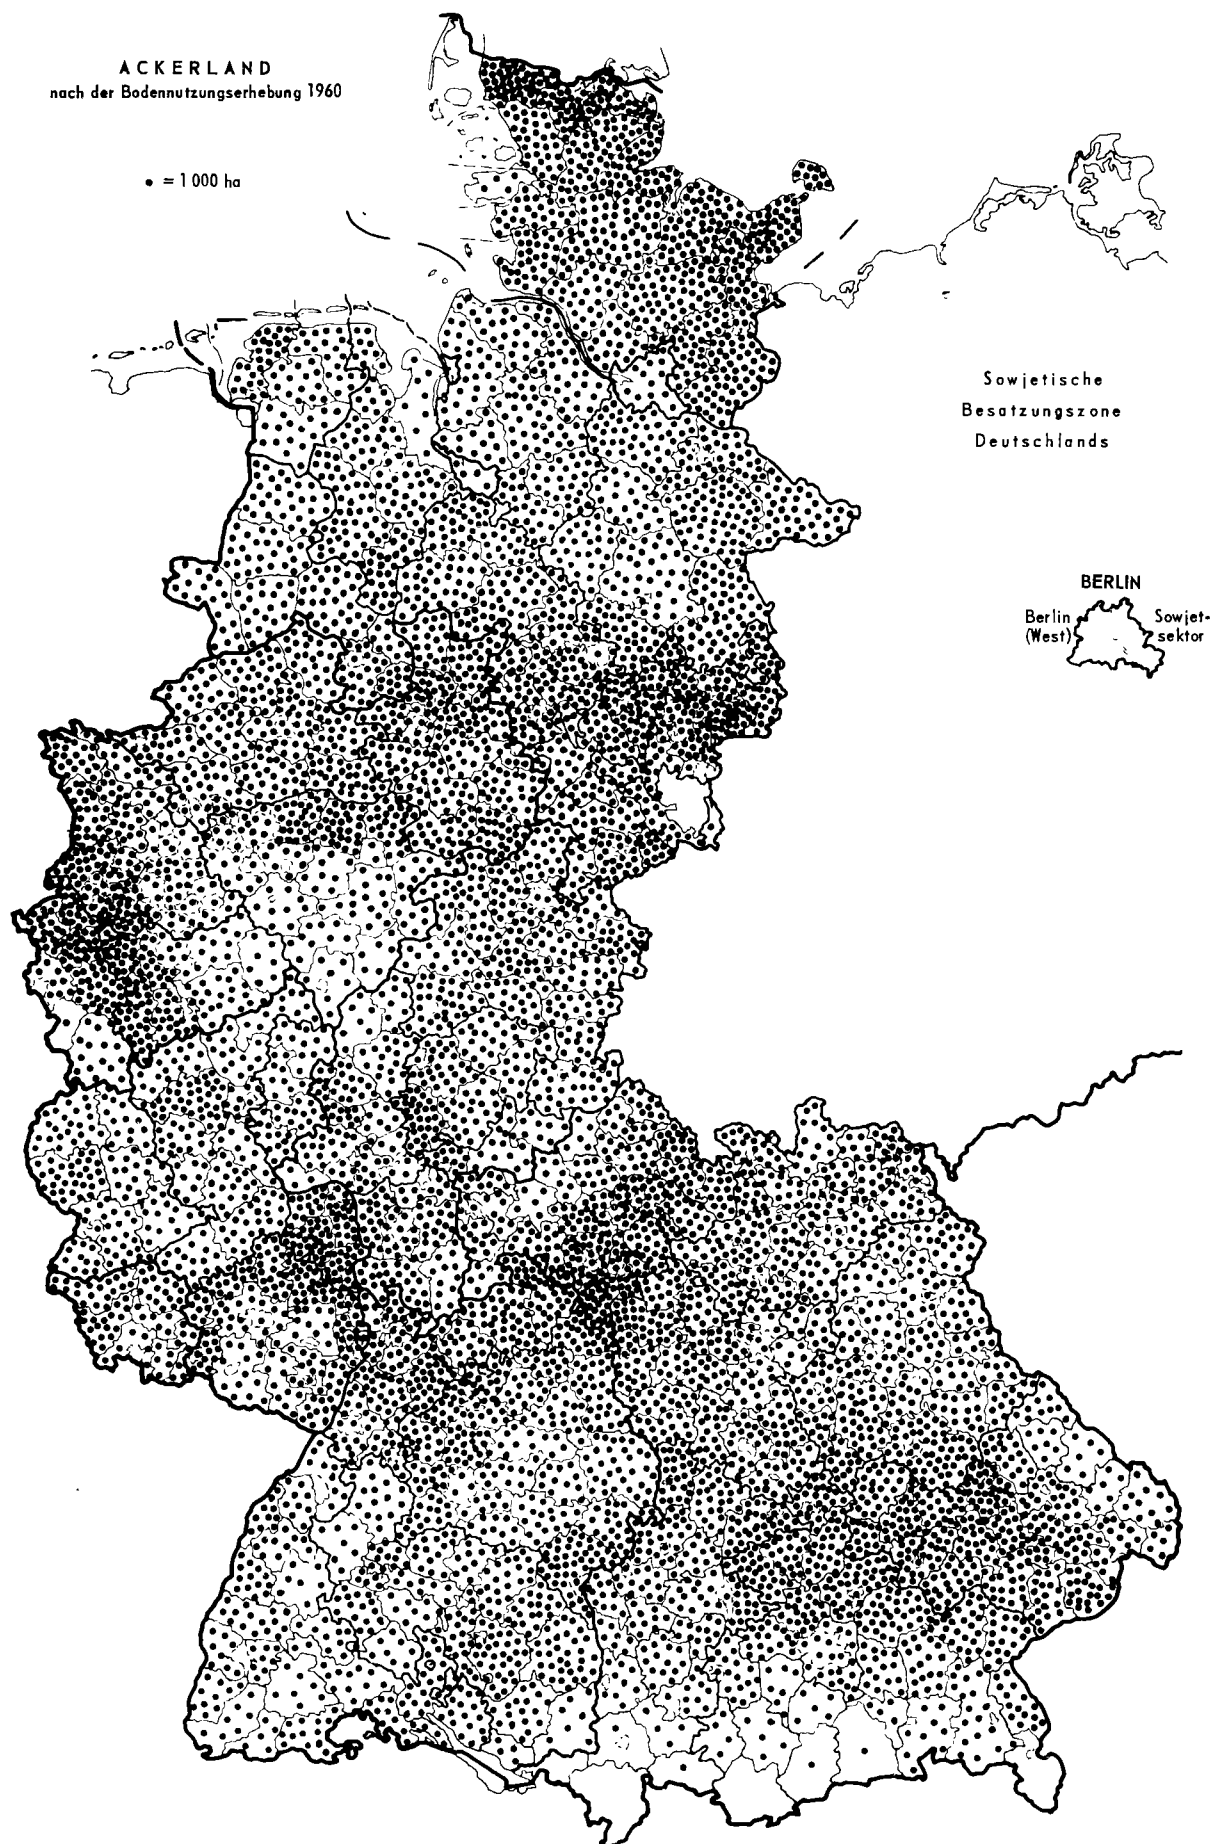 ACKERLAND
nach der Bodennutzungserhebung 1960
• = 1 000 ha
Sowjetische
Besatzungszone
Deutschlands
BERLIN
Berlin
(West)
Sowjet-
sektor